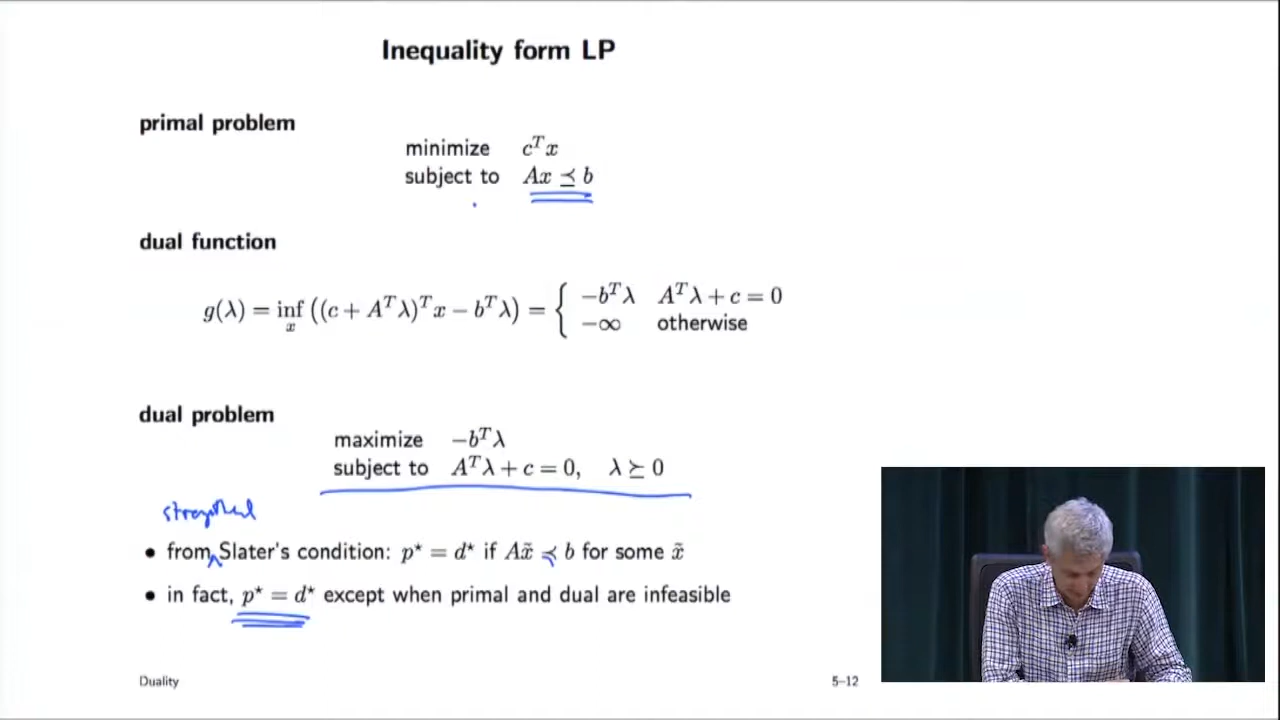 Inequality form LP
primal problem
minimize c^T x
subject to Ax ⪯ b
dual function
g(λ) = inf_x ((c + A^T λ)^T x − b^T λ) = { −b^T λ A^T λ + c = 0
−∞ otherwise
dual problem
maximize −b^T λ
subject to A^T λ + c = 0, λ ⪰ 0
• from Slater's condition: p* = d* if Ax̃ ≺ b for some x̃
• in fact, p* = d* except when primal and dual are infeasible
Duality 5–12